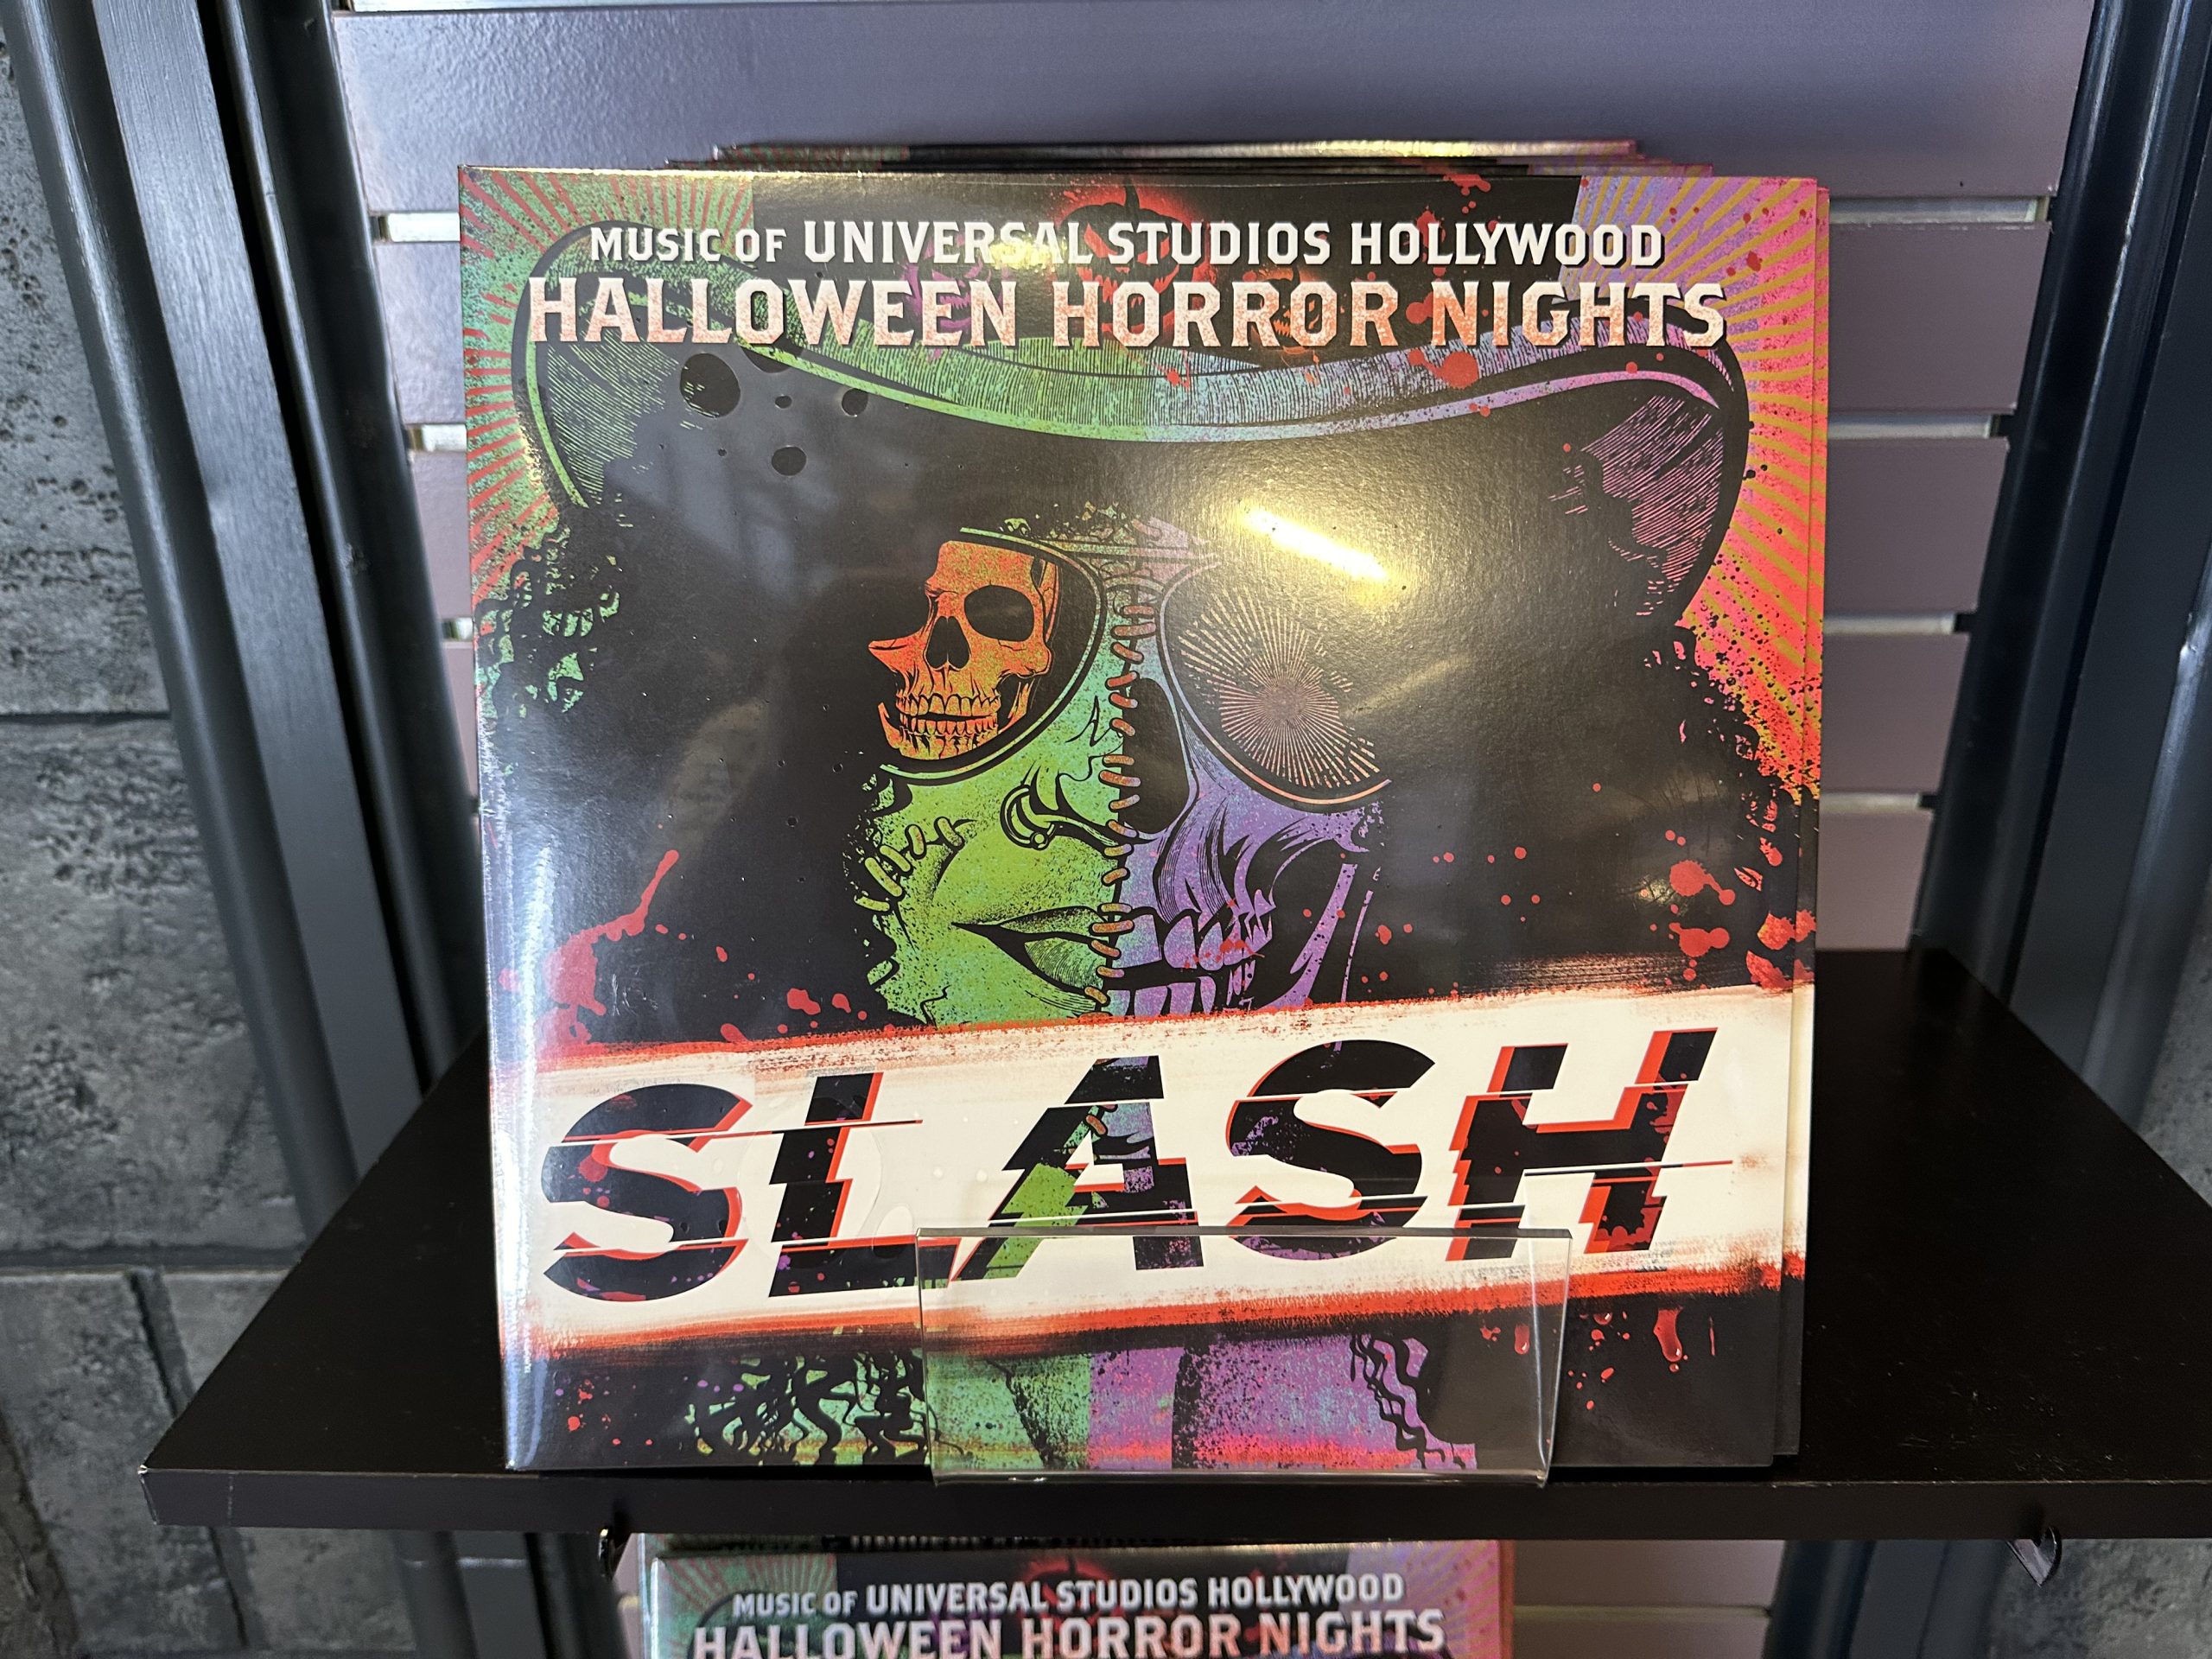 MUSIC OF UNIVERSAL STUDIOS HOLLYWOOD
HALLOWEEN HORROR NIGHTS
SLASH
MUSIC OF UNIVERSAL STUDIOS HOLLYWOOD
HALLOWEEN HORROR NIGHTS